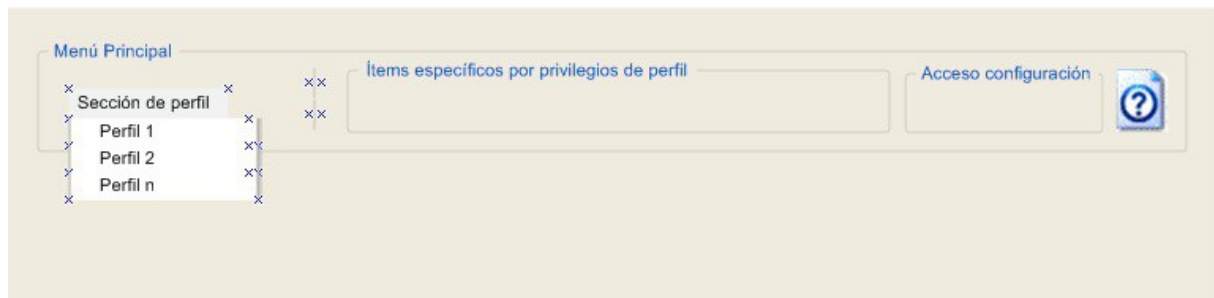 Menú Principal
Ítems específicos por privilegios de perfil
Acceso configuración
Sección de perfil
Perfil 1
Perfil 2
Perfil n